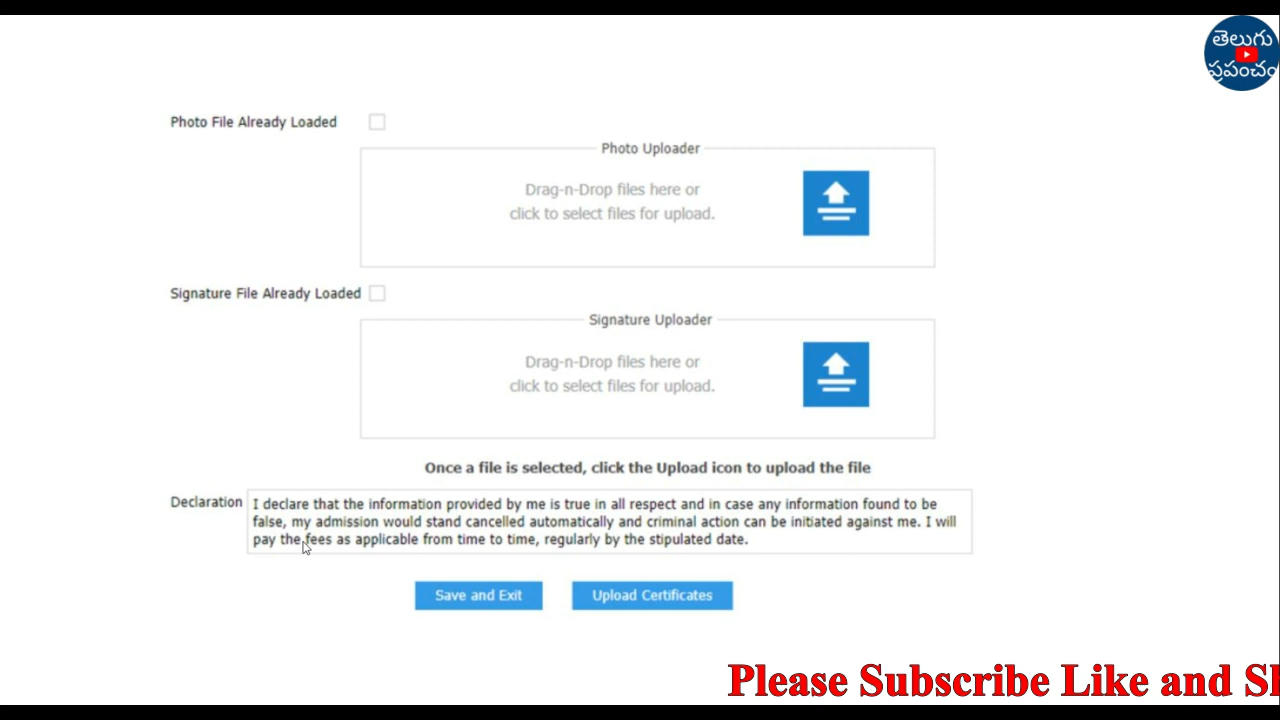 తెలుగు
ప్రపంచం
Photo File Already Loaded
Photo Uploader
Drag-n-Drop files here or
click to select files for upload.
Signature File Already Loaded
Signature Uploader
Drag-n-Drop files here or
click to select files for upload.
Once a file is selected, click the Upload icon to upload the file
Declaration
I declare that the information provided by me is true in all respect and in case any information found to be
false, my admission would stand cancelled automatically and criminal action can be initiated against me. I will
pay the fees as applicable from time to time, regularly by the stipulated date.
Save and Exit
Upload Certificates
Please Subscribe Like and